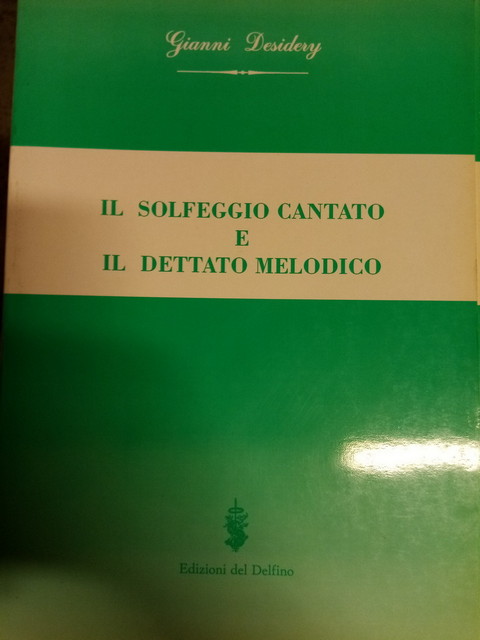 Gianni Desidery
IL SOLFEGGIO CANTATO
E
IL DETTATO MELODICO
Edizioni del Delfino